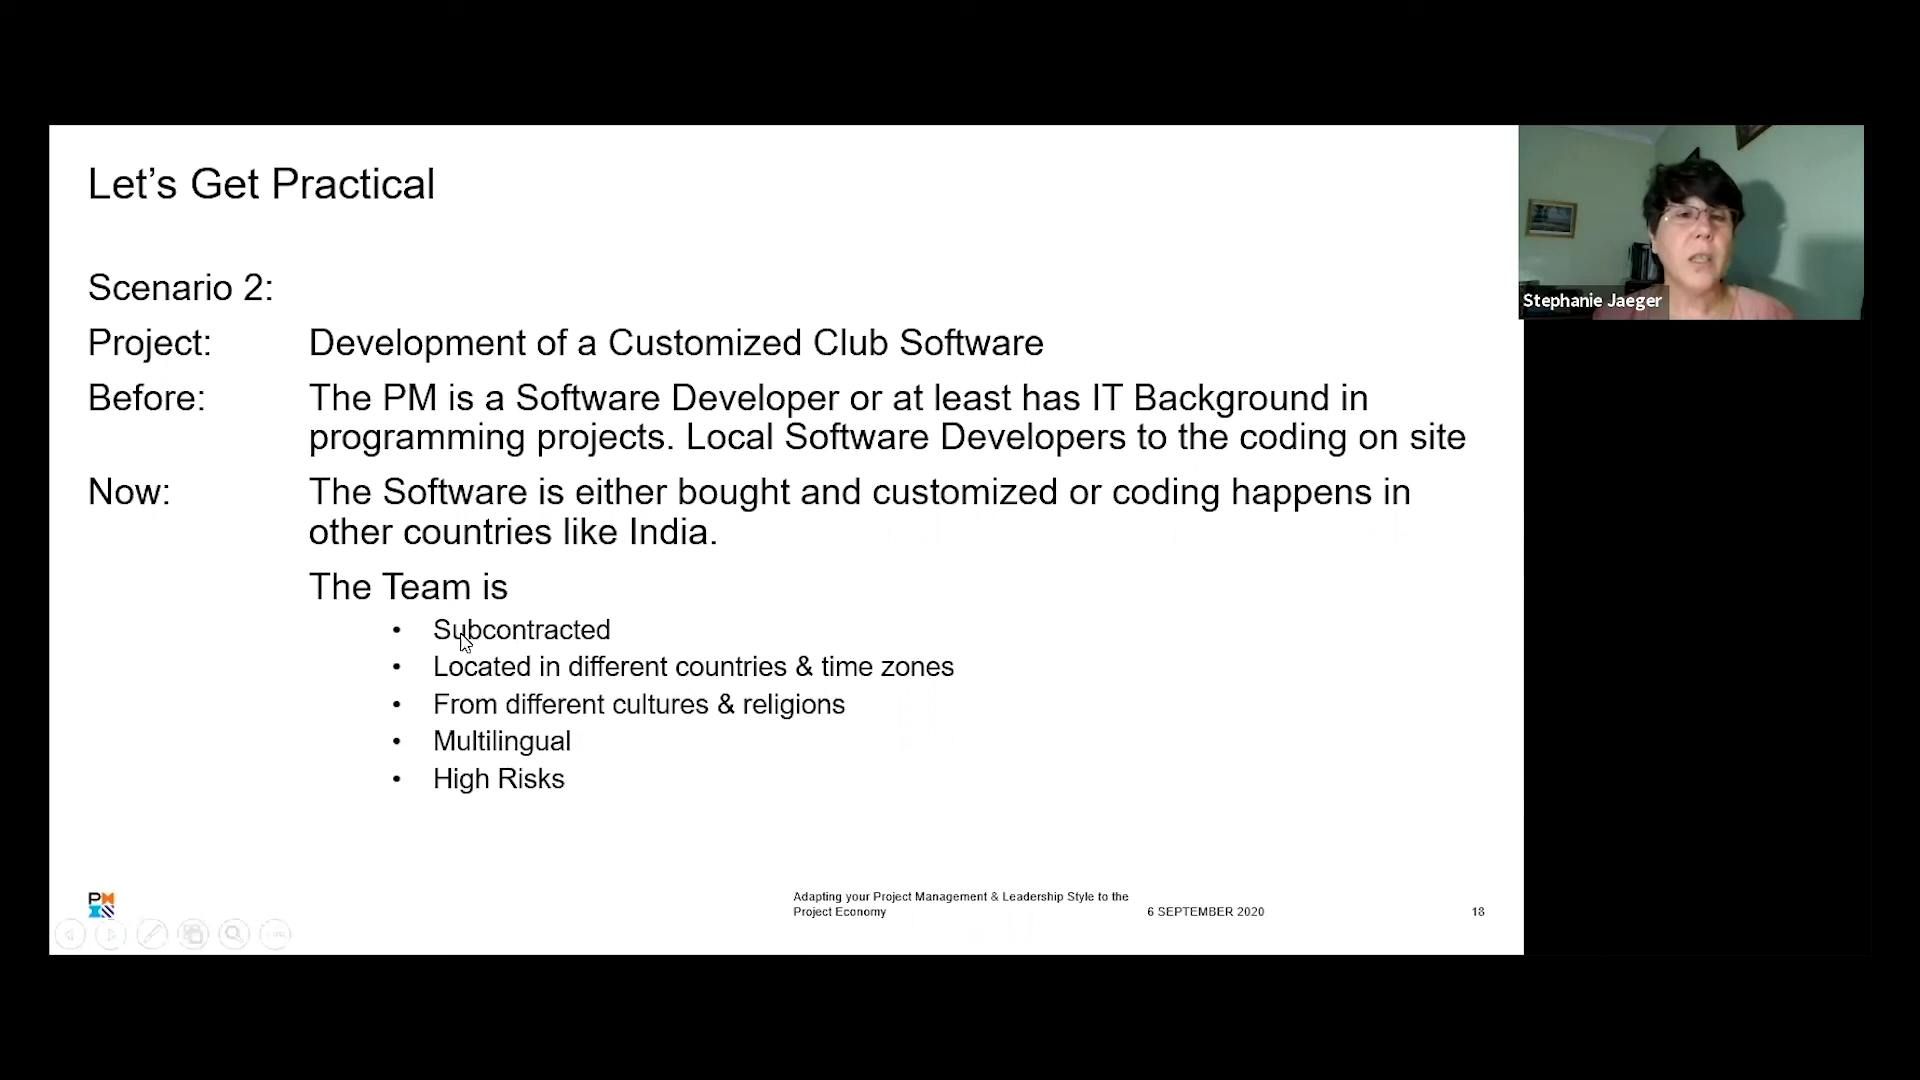 Let's Get Practical
Stephanie Jaeger
Scenario 2:
Project: Development of a Customized Club Software
Before: The PM is a Software Developer or at least has IT Background in
programming projects. Local Software Developers to the coding on site
Now: The Software is either bought and customized or coding happens in
other countries like India.
The Team is
• Subcontracted
• Located in different countries & time zones
• From different cultures & religions
• Multilingual
• High Risks
PM
Adapting your Project Management & Leadership Style to the
Project Economy
6 SEPTEMBER 2020
18